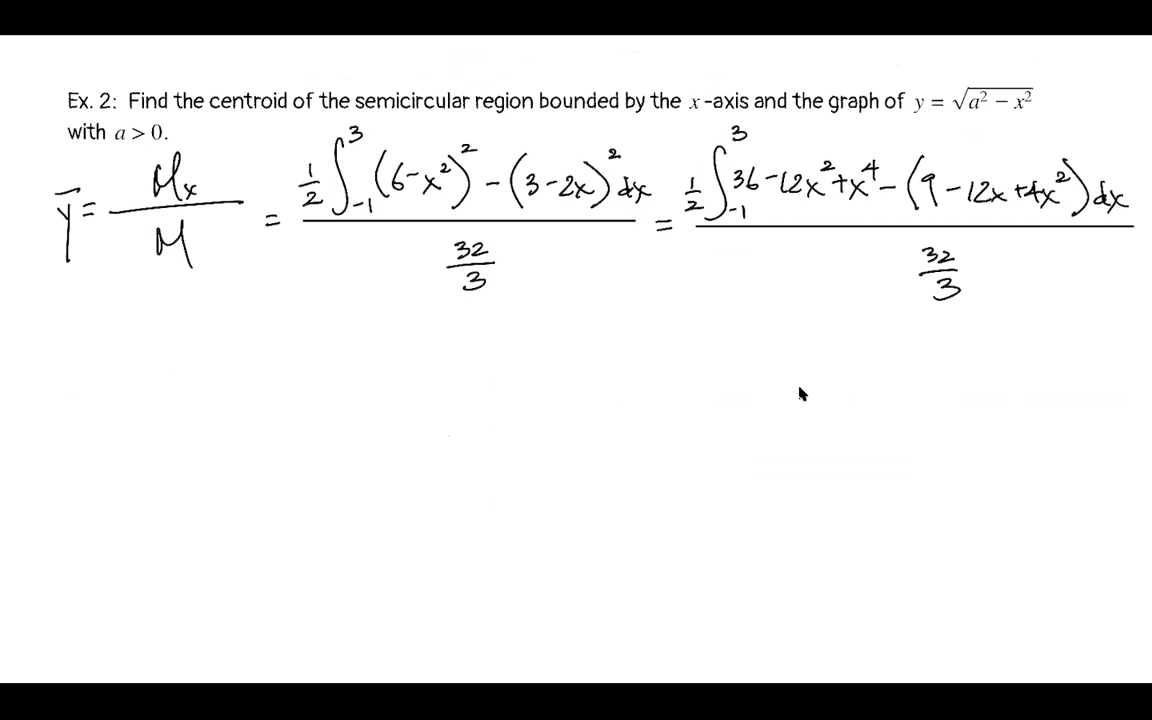 Ex. 2: Find the centroid of the semicircular region bounded by the x-axis and the graph of y = √(a² − x²)
with a > 0.
ȳ = Mx / M = (1/2 ∫₋₁³ (6-x²)² - (3-2x)² dx) / (32/3) = (1/2 ∫₋₁³ 36-12x²+x⁴ - (9-12x+4x²) dx) / (32/3)